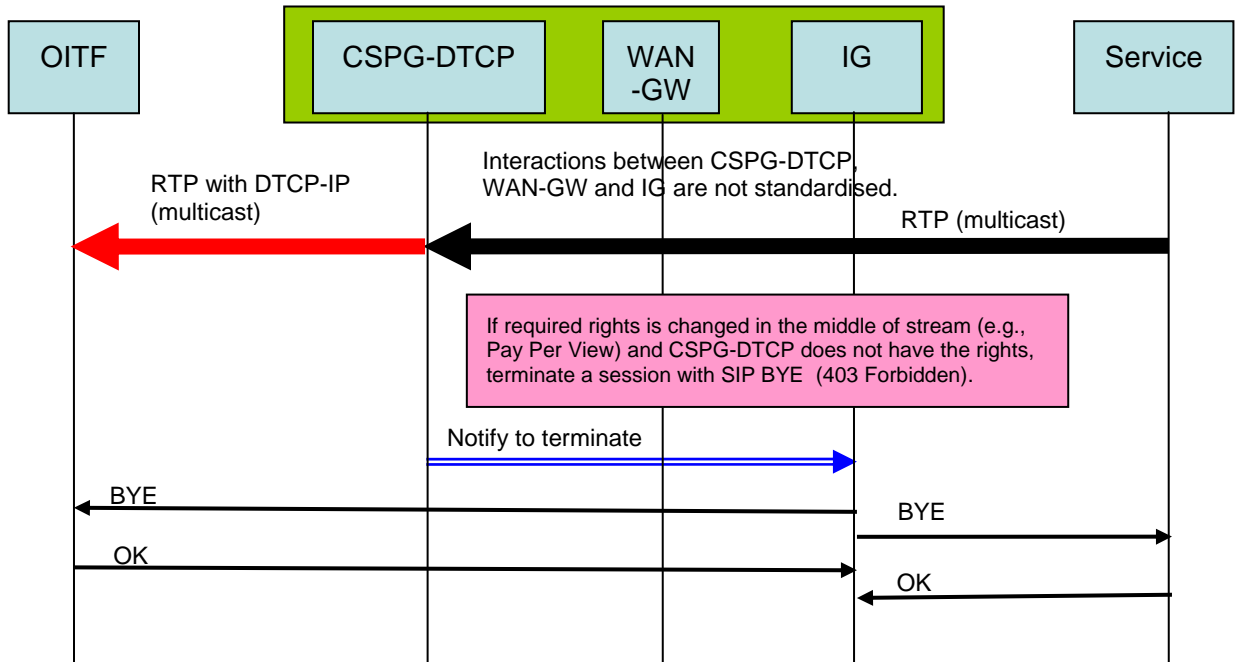 OITF
CSPG-DTCP
WAN
-GW
IG
Service
Interactions between CSPG-DTCP,
WAN-GW and IG are not standardised.
RTP with DTCP-IP
(multicast)
RTP (multicast)
If required rights is changed in the middle of stream (e.g.,
Pay Per View) and CSPG-DTCP does not have the rights,
terminate a session with SIP BYE (403 Forbidden).
Notify to terminate
BYE
BYE
OK
OK